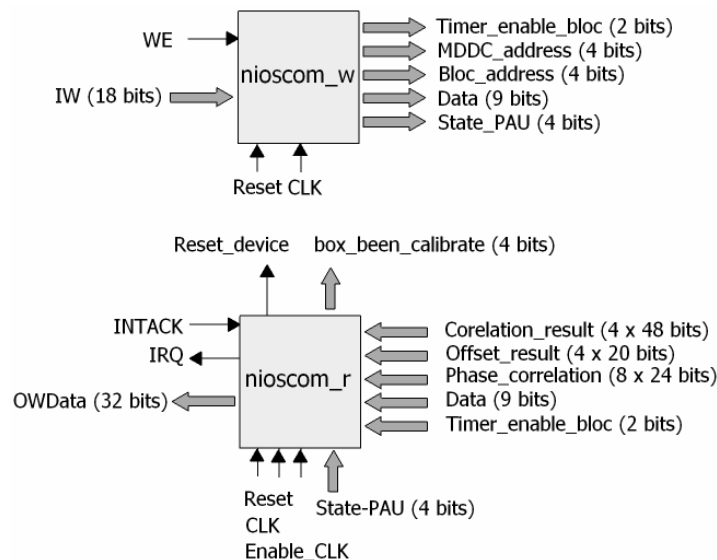 WE
IW (18 bits)
nioscom_w
Timer_enable_bloc (2 bits)
MDDC_address (4 bits)
Bloc_address (4 bits)
Data (9 bits)
State_PAU (4 bits)
Reset CLK
Reset_device
box_been_calibrate (4 bits)
INTACK
IRQ
OWData (32 bits)
nioscom_r
Corelation_result (4 x 48 bits)
Offset_result (4 x 20 bits)
Phase_correlation (8 x 24 bits)
Data (9 bits)
Timer_enable_bloc (2 bits)
Reset
CLK
Enable_CLK
State-PAU (4 bits)